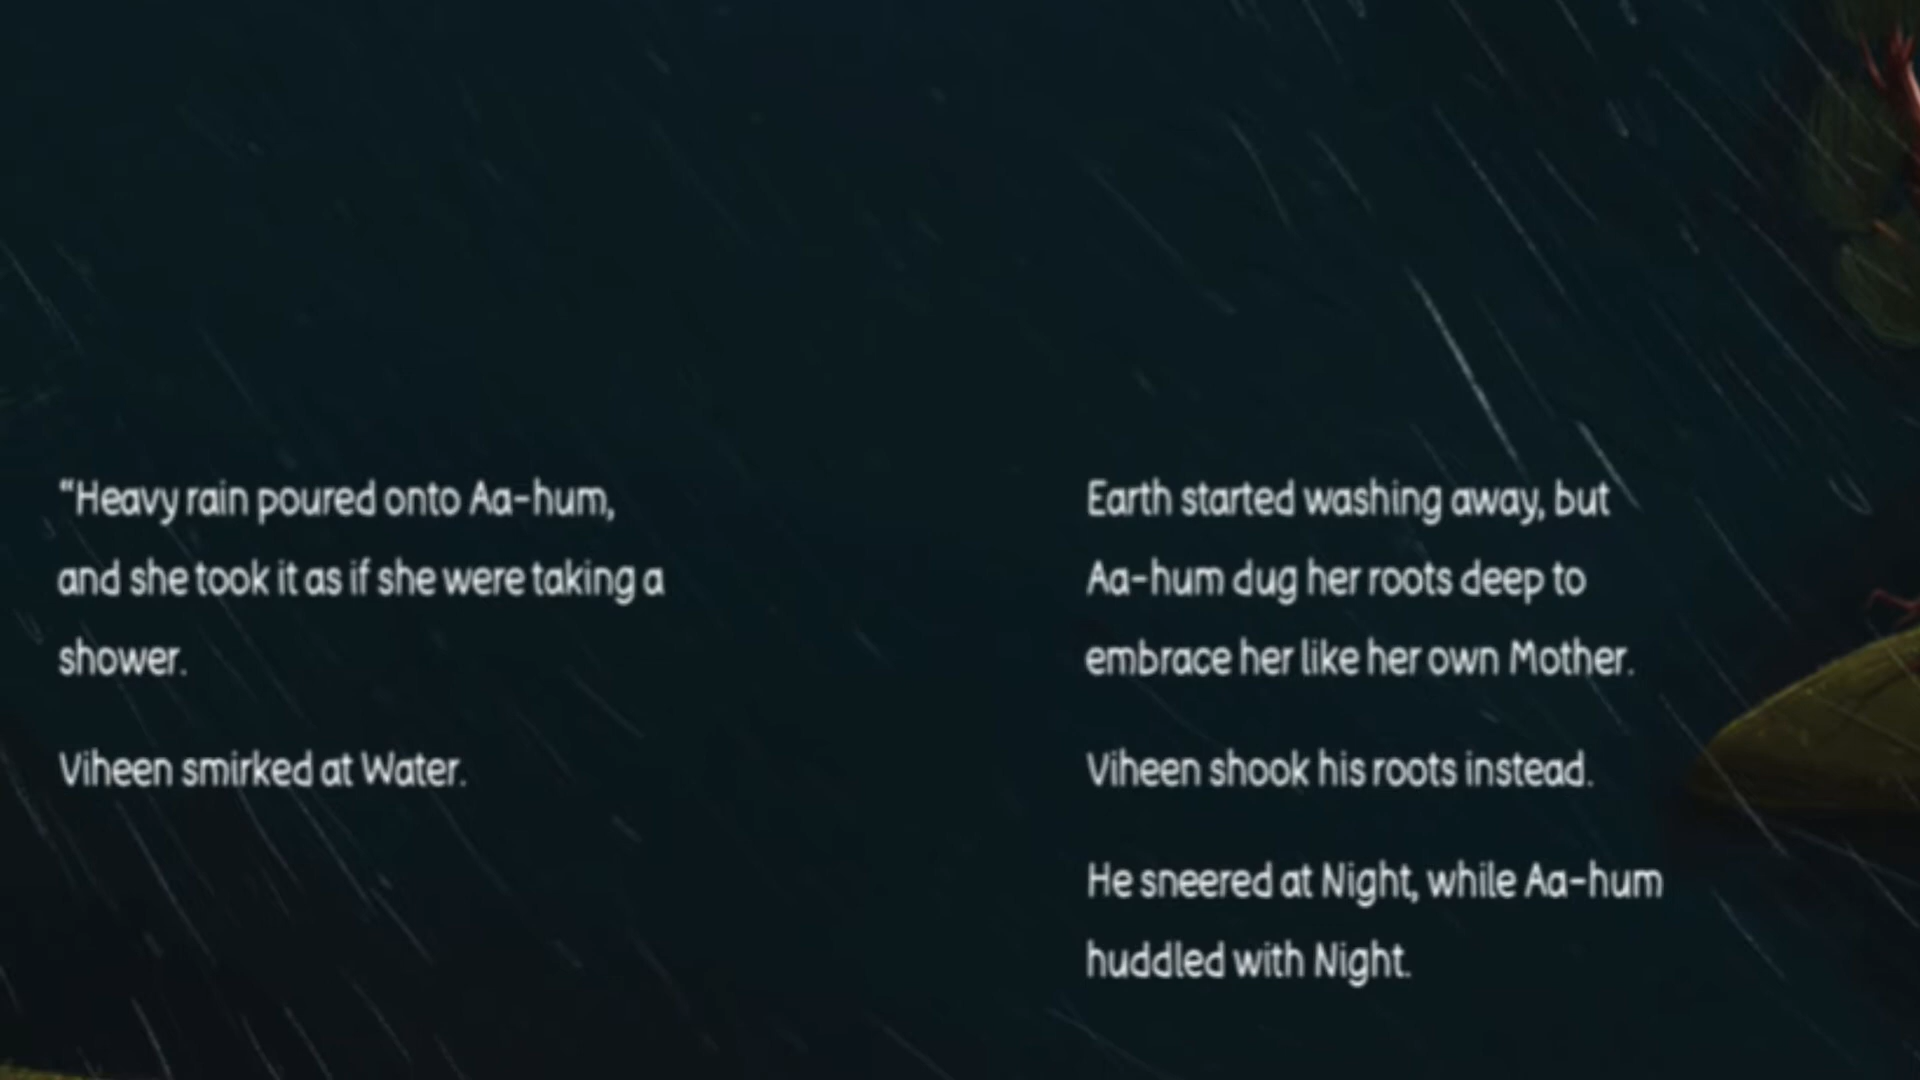 “Heavy rain poured onto Aa-hum,
and she took it as if she were taking a
shower.
Viheen smirked at Water.
Earth started washing away, but
Aa-hum dug her roots deep to
embrace her like her own Mother.
Viheen shook his roots instead.
He sneered at Night, while Aa-hum
huddled with Night.